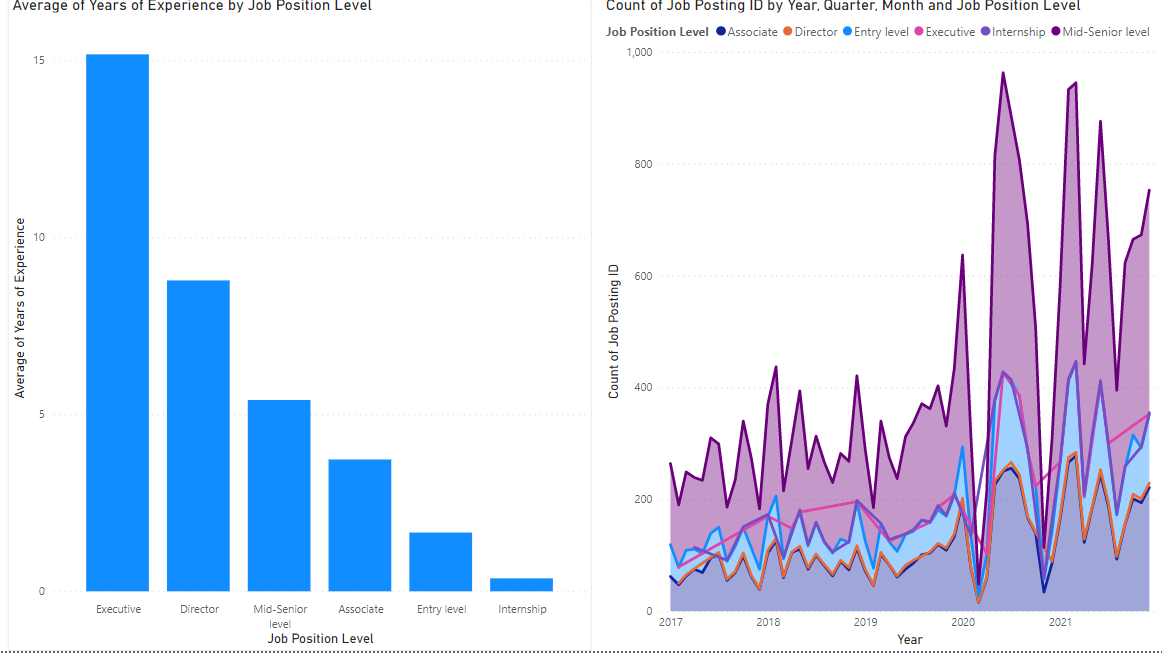 Average of Years of Experience by Job Position Level
15
10
5
0
Average of Years of Experience
Executive
Director
Mid-Senior
level
Associate
Entry level
Internship
Job Position Level
Count of Job Posting ID by Year, Quarter, Month and Job Position Level
Job Position Level Associate Director Entry level Executive Internship Mid-Senior level
1,000
800
600
400
200
0
Count of Job Posting ID
2017 2018 2019 2020 2021
Year